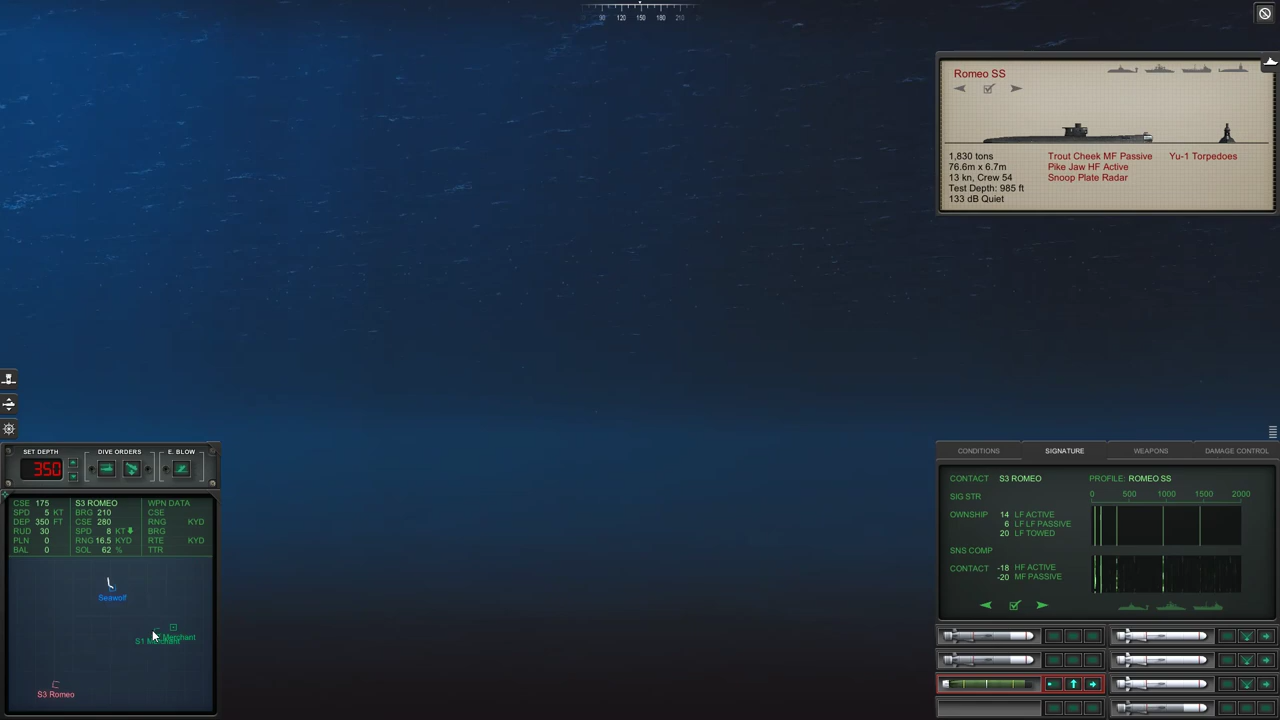 90 120 150 180 210
Romeo SS
1,830 tons
76.6m x 6.7m
13 kn, Crew 54
Test Depth: 985 ft
133 dB Quiet
Trout Cheek MF Passive
Pike Jaw HF Active
Snoop Plate Radar
Yu-1 Torpedoes
SET DEPTH
DIVE ORDERS
E. BLOW
350
CSE 175
SPD 5 KT
DEP 350 FT
RUD 30
PLN 0
BAL 0
S3 ROMEO
BRG 210
CSE 280
SPD 8 KT
RNG 16.5 KYD
SOL 62 %
WPN DATA
CSE
RNG KYD
BRG
RTE KYD
TTR
Seawolf
Merchant
S1
S3 Romeo
CONDITIONS
SIGNATURE
WEAPONS
DAMAGE CONTROL
CONTACT S3 ROMEO
PROFILE: ROMEO SS
SIG STR
0 500 1000 1500 2000
OWNSHIP 14 LF ACTIVE
6 LF LF PASSIVE
20 LF TOWED
SNS COMP
CONTACT -18 HF ACTIVE
-20 MF PASSIVE